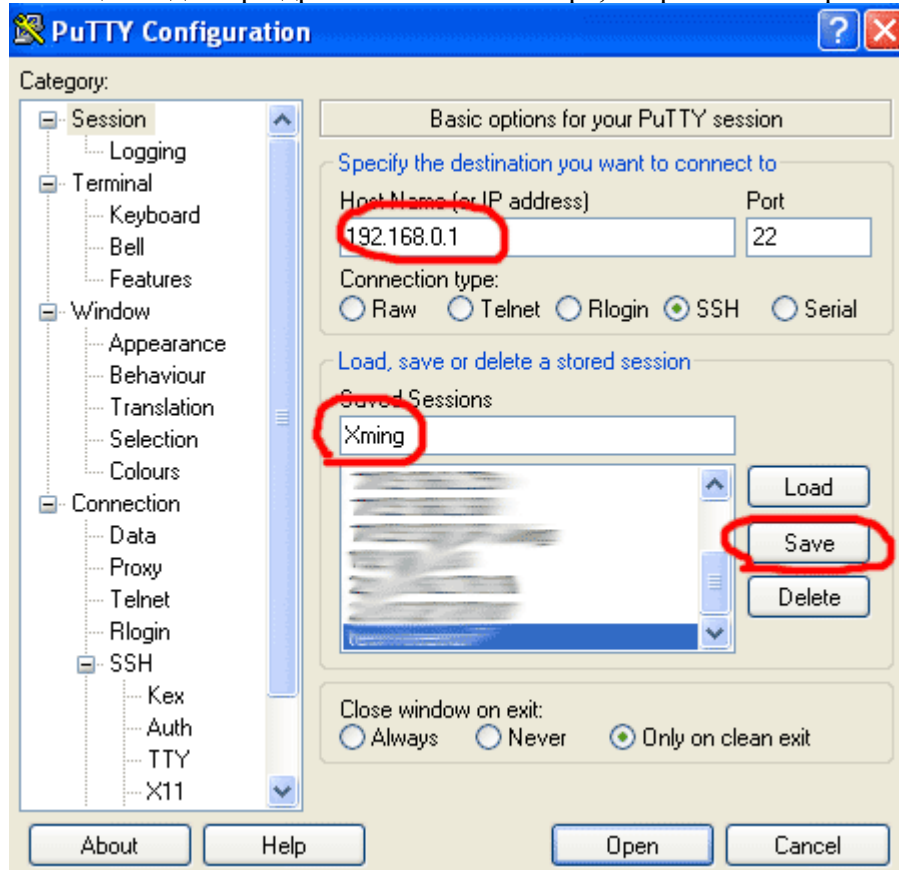 PuTTY Configuration
Category:
Session
Logging
Terminal
Keyboard
Bell
Features
Window
Appearance
Behaviour
Translation
Selection
Colours
Connection
Data
Proxy
Telnet
Rlogin
SSH
Kex
Auth
TTY
X11
Basic options for your PuTTY session
Specify the destination you want to connect to
Host Name (or IP address) Port
192.168.0.1 22
Connection type:
Raw Telnet Rlogin SSH Serial
Load, save or delete a stored session
Saved Sessions
Xming
Load
Save
Delete
Close window on exit:
Always Never Only on clean exit
About Help Open Cancel